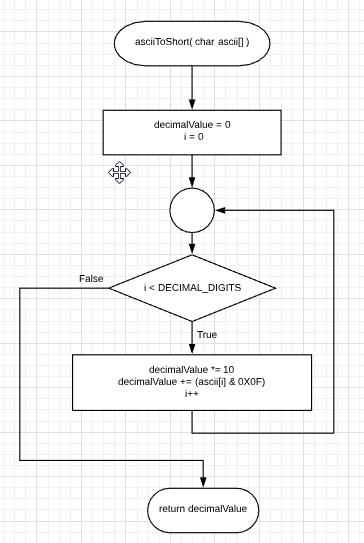 asciiToShort( char ascii[] )
decimalValue = 0
i = 0
False
i < DECIMAL_DIGITS
True
decimalValue *= 10
decimalValue += (ascii[i] & 0X0F)
i++
return decimalValue